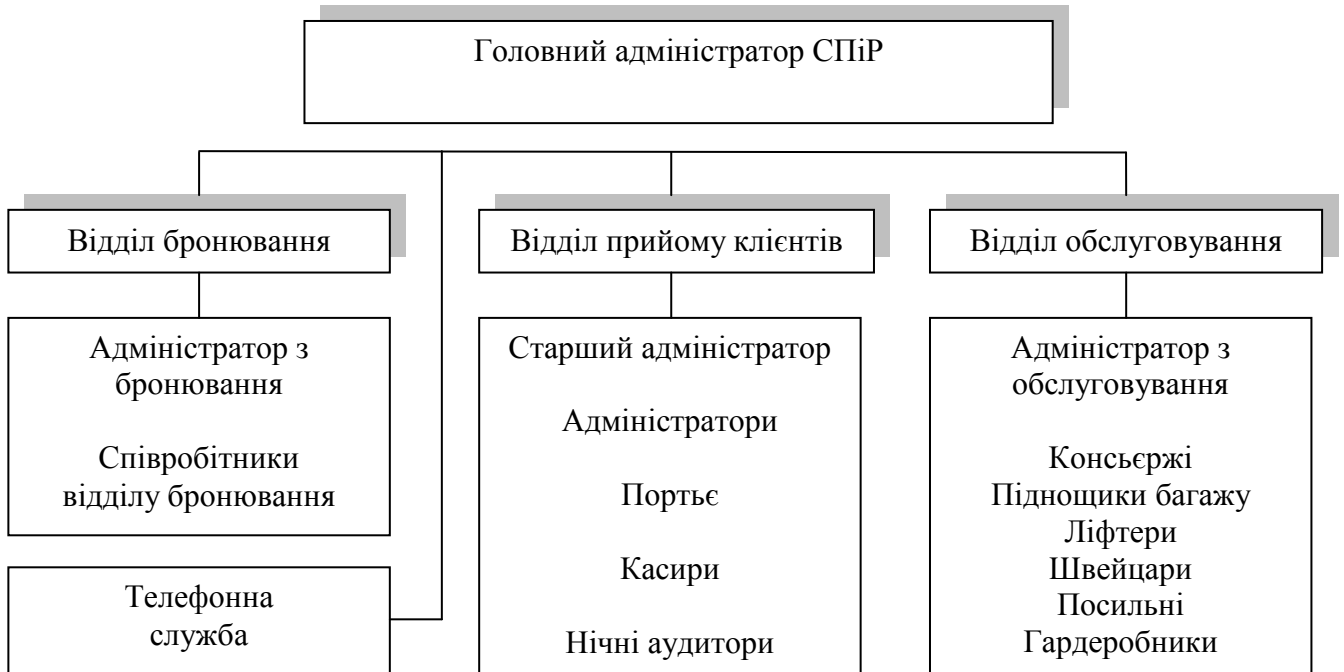 Головний адміністратор СПіР
Відділ бронювання
Відділ прийому клієнтів
Відділ обслуговування
Адміністратор з
бронювання
Співробітники
відділу бронювання
Телефонна
служба
Старший адміністратор
Адміністратори
Портьє
Касири
Нічні аудитори
Адміністратор з
обслуговування
Консьєржі
Піднощики багажу
Ліфтери
Швейцари
Посильні
Гардеробники